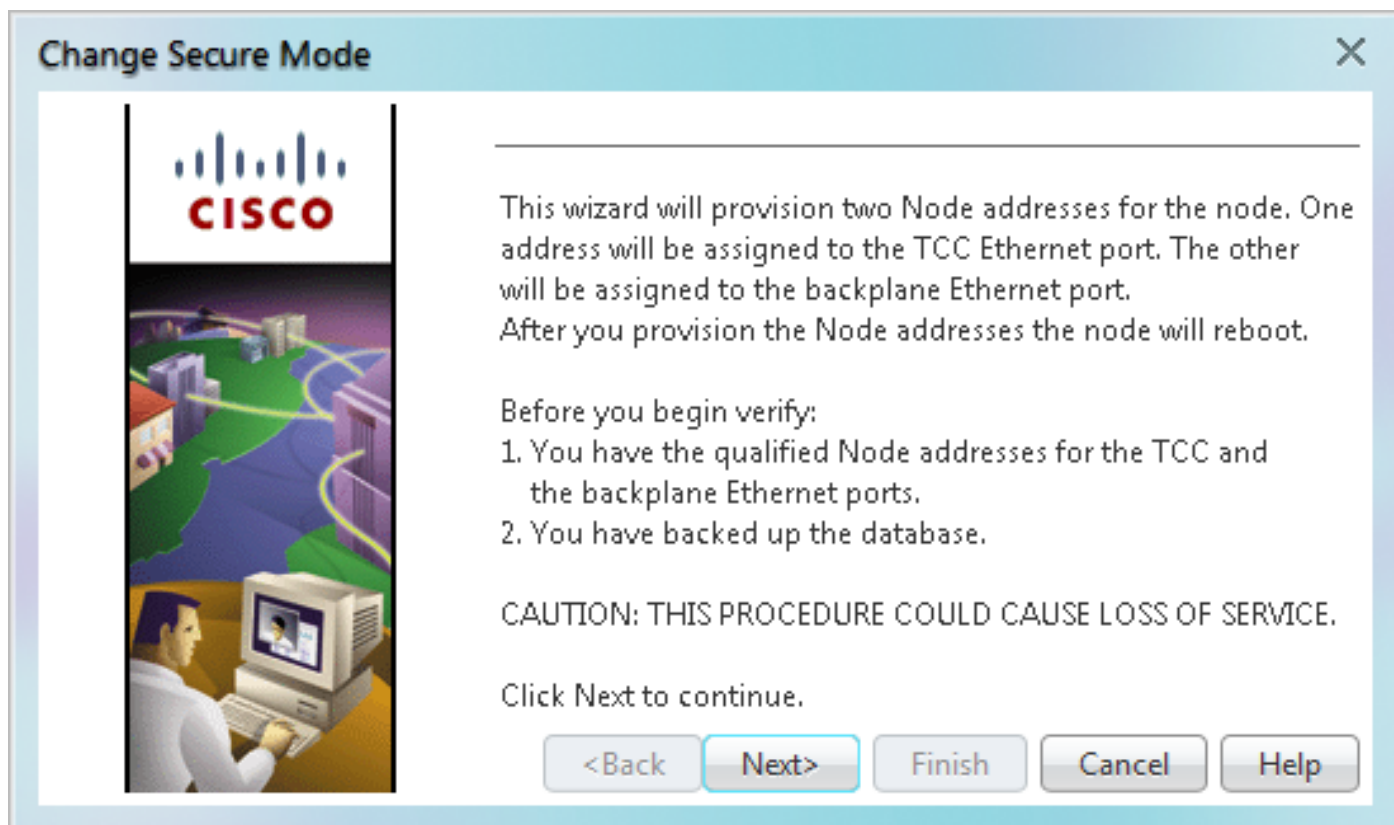 Change Secure Mode
CISCO
This wizard will provision two Node addresses for the node. One
address will be assigned to the TCC Ethernet port. The other
will be assigned to the backplane Ethernet port.
After you provision the Node addresses the node will reboot.
Before you begin verify:
1. You have the qualified Node addresses for the TCC and
the backplane Ethernet ports.
2. You have backed up the database.
CAUTION: THIS PROCEDURE COULD CAUSE LOSS OF SERVICE.
Click Next to continue.
<Back Next> Finish Cancel Help